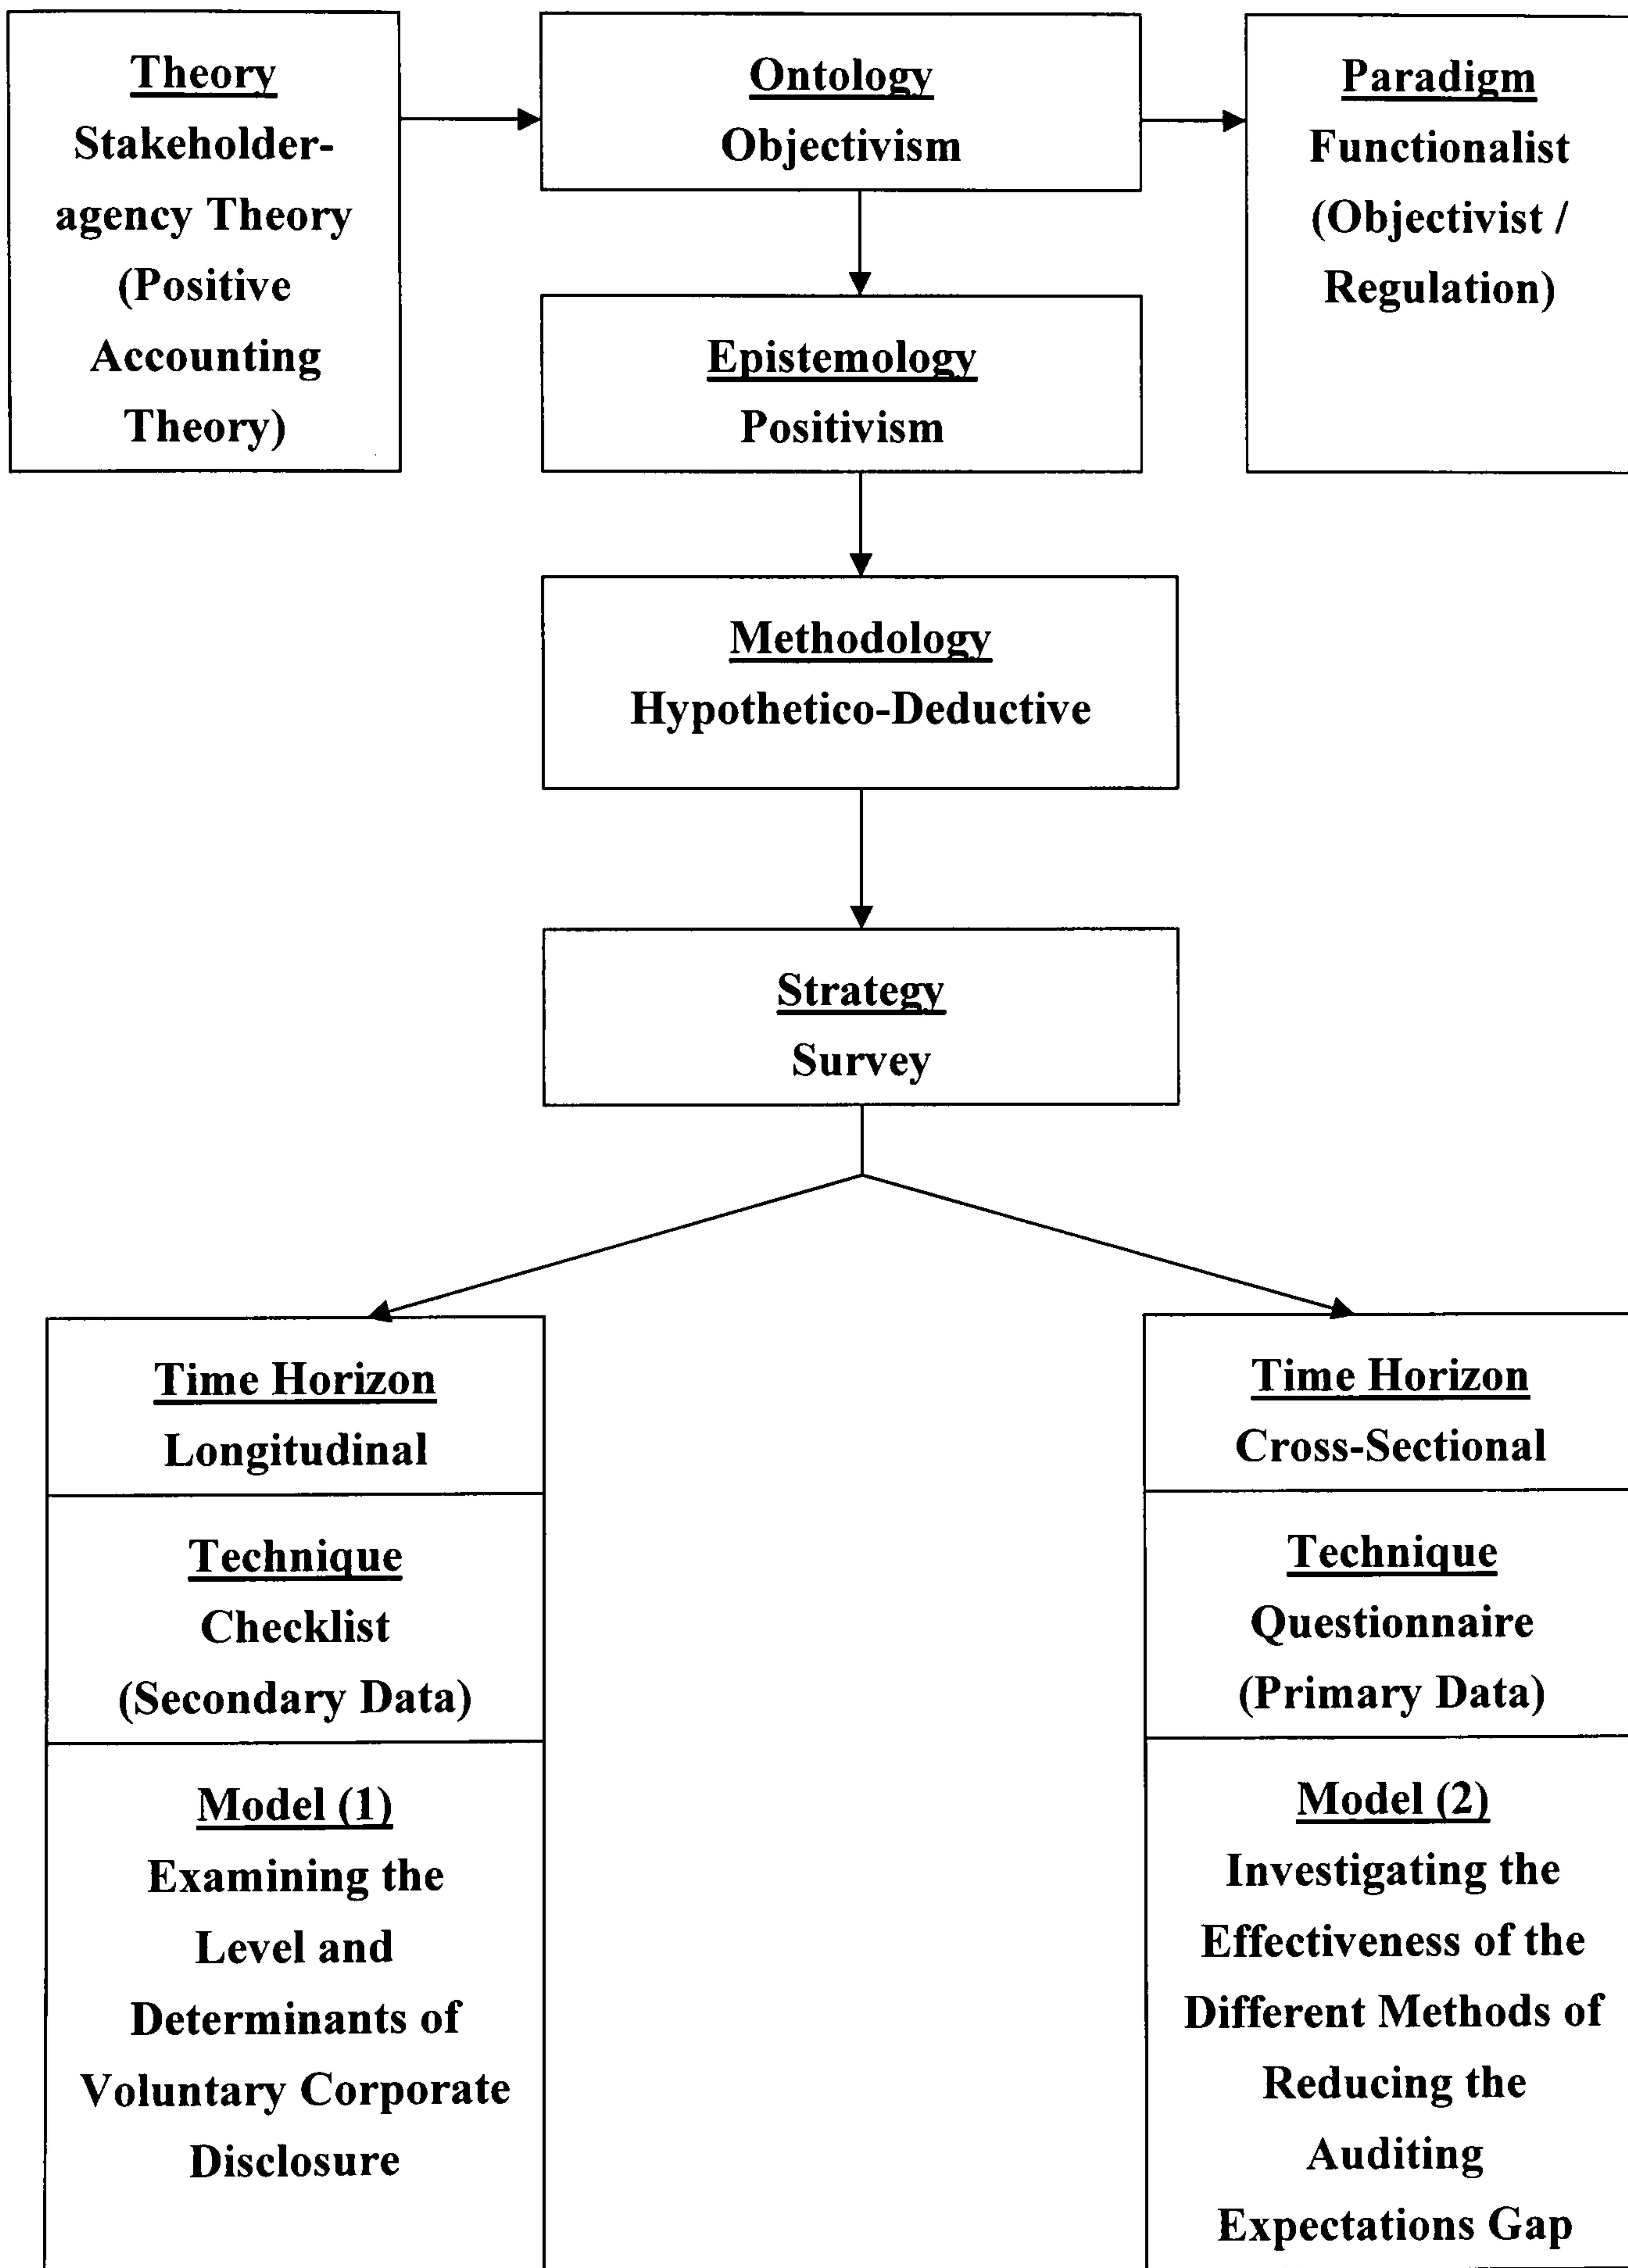 Theory
Stakeholder-
agency Theory
(Positive
Accounting
Theory)
Ontology
Objectivism
Paradigm
Functionalist
(Objectivist /
Regulation)
Epistemology
Positivism
Methodology
Hypothetico-Deductive
Strategy
Survey
Time Horizon
Longitudinal
Technique
Checklist
(Secondary Data)
Model (1)
Examining the
Level and
Determinants of
Voluntary Corporate
Disclosure
Time Horizon
Cross-Sectional
Technique
Questionnaire
(Primary Data)
Model (2)
Investigating the
Effectiveness of the
Different Methods of
Reducing the
Auditing
Expectations Gap